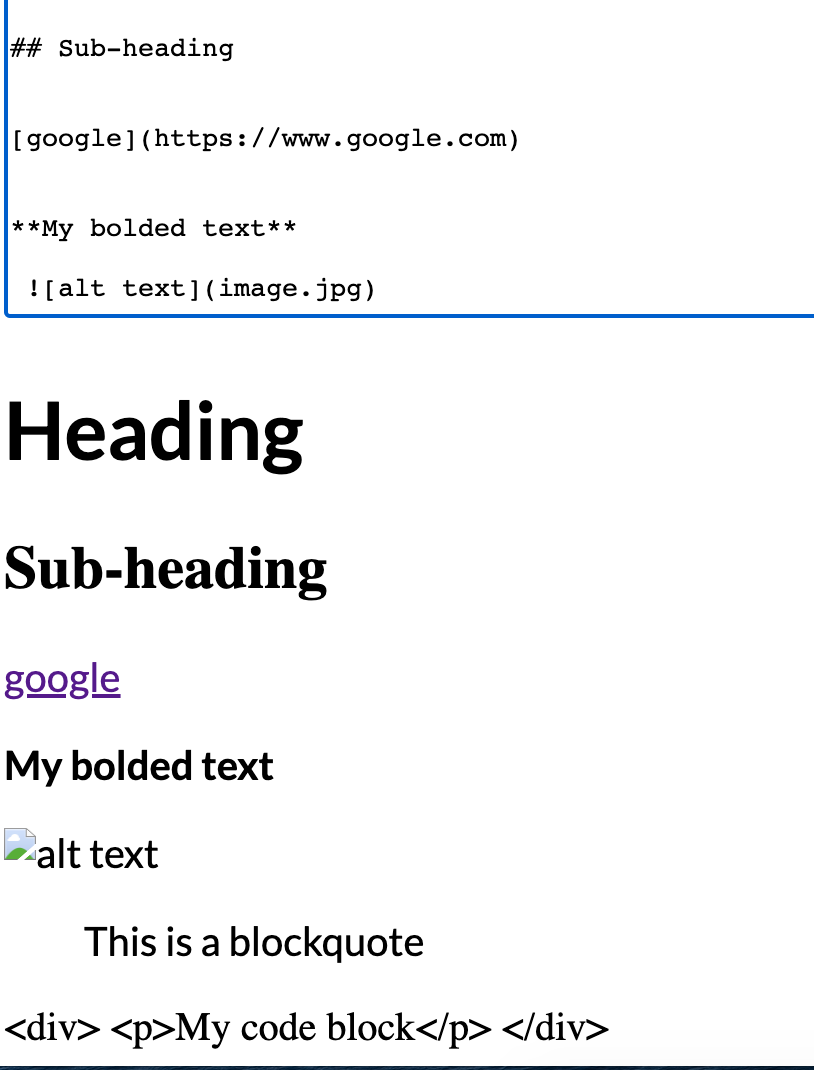 ## Sub-heading
[google](https://www.google.com)
**My bolded text**
![alt text](image.jpg)
Heading
Sub-heading
google
My bolded text
alt text
This is a blockquote
<div> <p>My code block</p> </div>